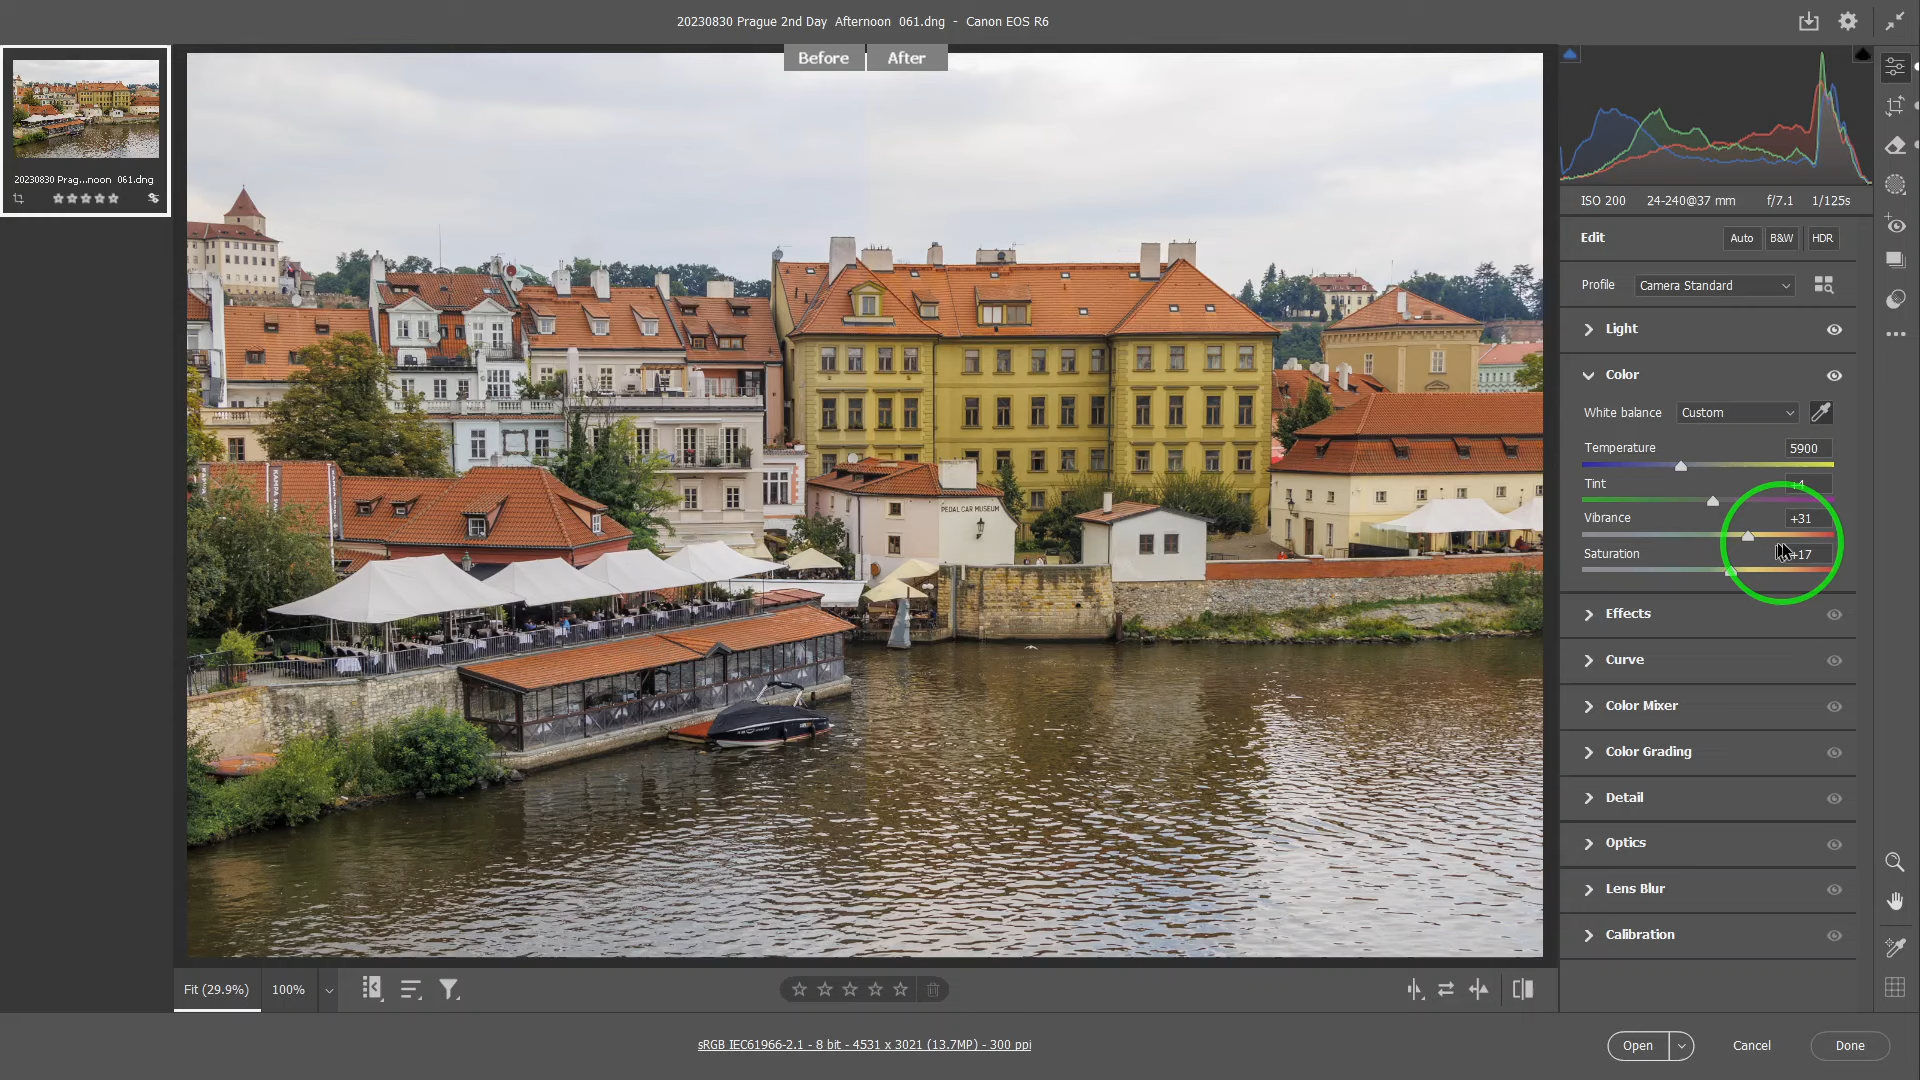 20230830 Prague 2nd Day  Afternoon  061.dng  -  Canon EOS R6
Before
After
20230830 Prag...noon  061.dng
ISO 200
24-240@37 mm
f/7.1
1/125s
Edit
Auto
B&W
HDR
Profile
Camera Standard
Light
Color
White balance
Custom
Temperature
5900
Tint
+4
Vibrance
+31
Saturation
+17
PEDAL CAR MUSEUM
Effects
Curve
Color Mixer
Color Grading
Detail
Optics
Lens Blur
Calibration
Fit (29.9%)
100%
sRGB IEC61966-2.1 - 8 bit - 4531 x 3021 (13.7MP) - 300 ppi
Open
Cancel
Done